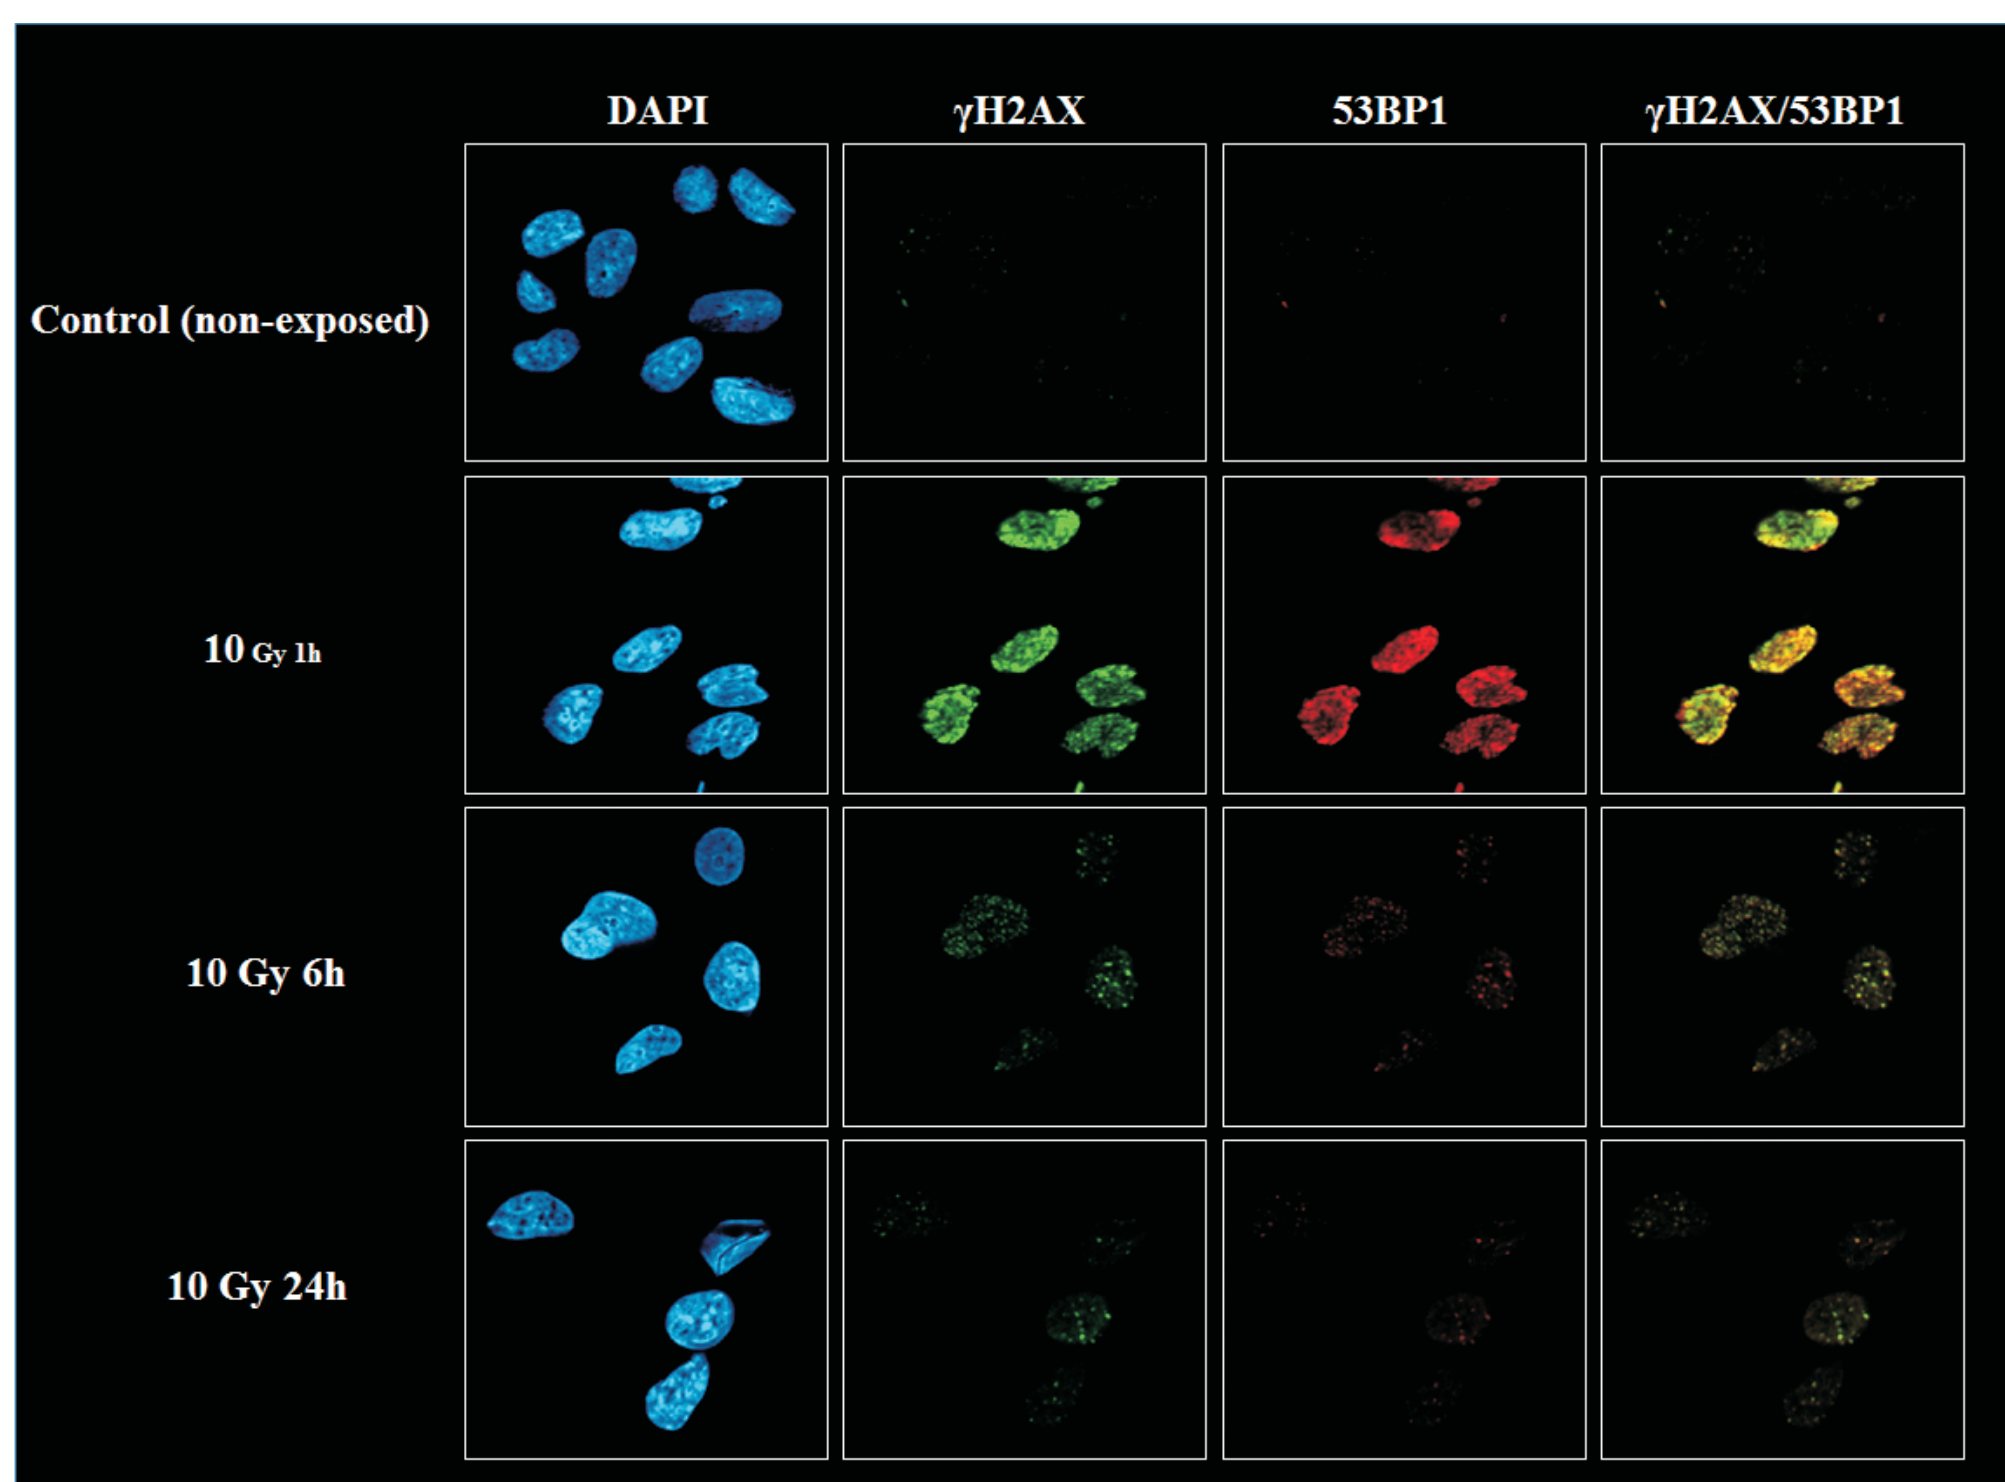 DAPI γH2AX 53BP1 γH2AX/53BP1
Control (non-exposed)
10 Gy 1h
10 Gy 6h
10 Gy 24h